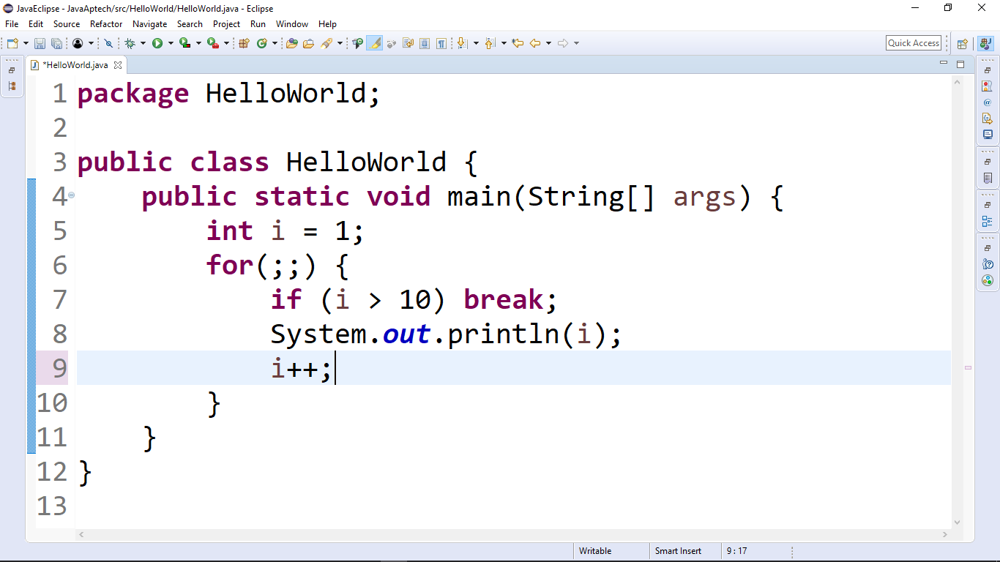 JavaEclipse - JavaAptech/src/HelloWorld/HelloWorld.java - Eclipse
File Edit Source Refactor Navigate Search Project Run Window Help
Quick Access
*HelloWorld.java
1 package HelloWorld;
2
3 public class HelloWorld {
4 public static void main(String[] args) {
5 int i = 1;
6 for(;;) {
7 if (i > 10) break;
8 System.out.println(i);
9 i++;
10 }
11 }
12 }
13
Writable Smart Insert 9 : 17